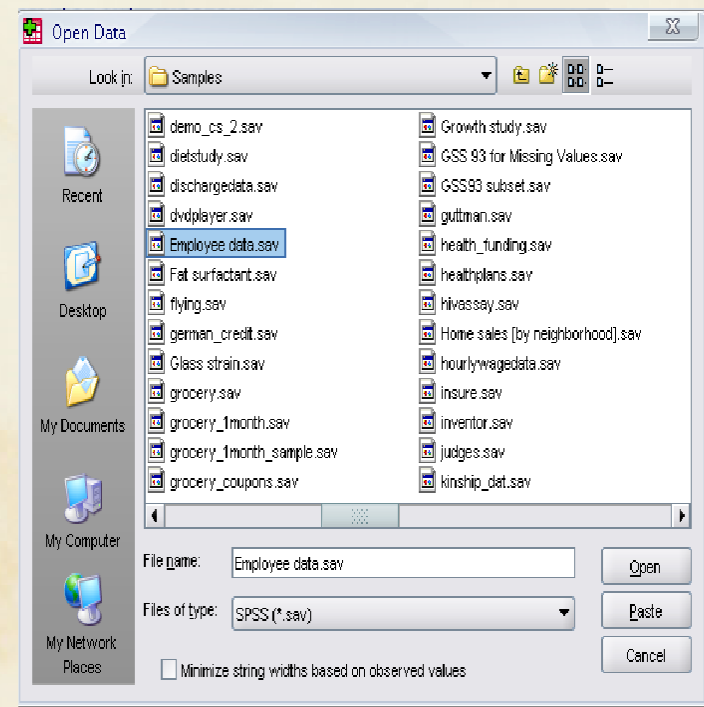 Open Data
Look in: Samples
Recent
Desktop
My Documents
My Computer
My Network
Places
demo_cs_2.sav
dietstudy.sav
dischargedata.sav
dvdplayer.sav
Employee data.sav
Fat surfactant.sav
flying.sav
german_credit.sav
Glass strain.sav
grocery.sav
grocery_1month.sav
grocery_1month_sample.sav
grocery_coupons.sav
Growth study.sav
GSS 93 for Missing Values.sav
GSS93 subset.sav
guttman.sav
health_funding.sav
healthplans.sav
hivassay.sav
Home sales [by neighborhood].sav
hourlywagedata.sav
insure.sav
inventor.sav
judges.sav
kinship_dat.sav
File name: Employee data.sav
Open
Files of type: SPSS (*.sav)
Paste
Cancel
Minimize string widths based on observed values